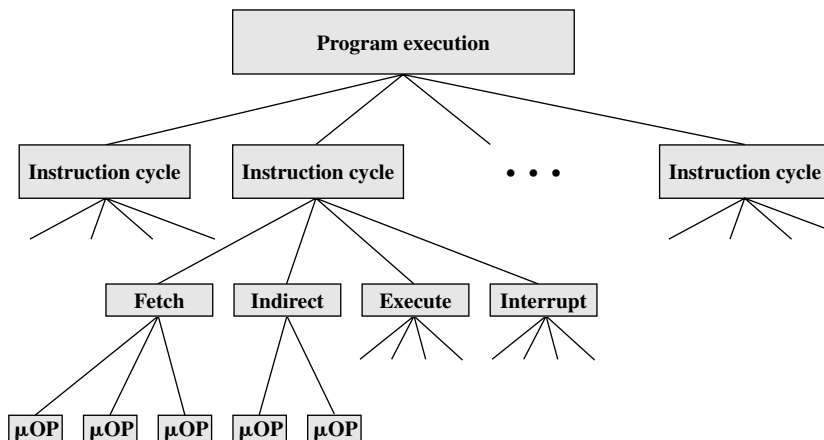 Program execution
Instruction cycle Instruction cycle • • • Instruction cycle
Fetch Indirect Execute Interrupt
μOP μOP μOP μOP μOP